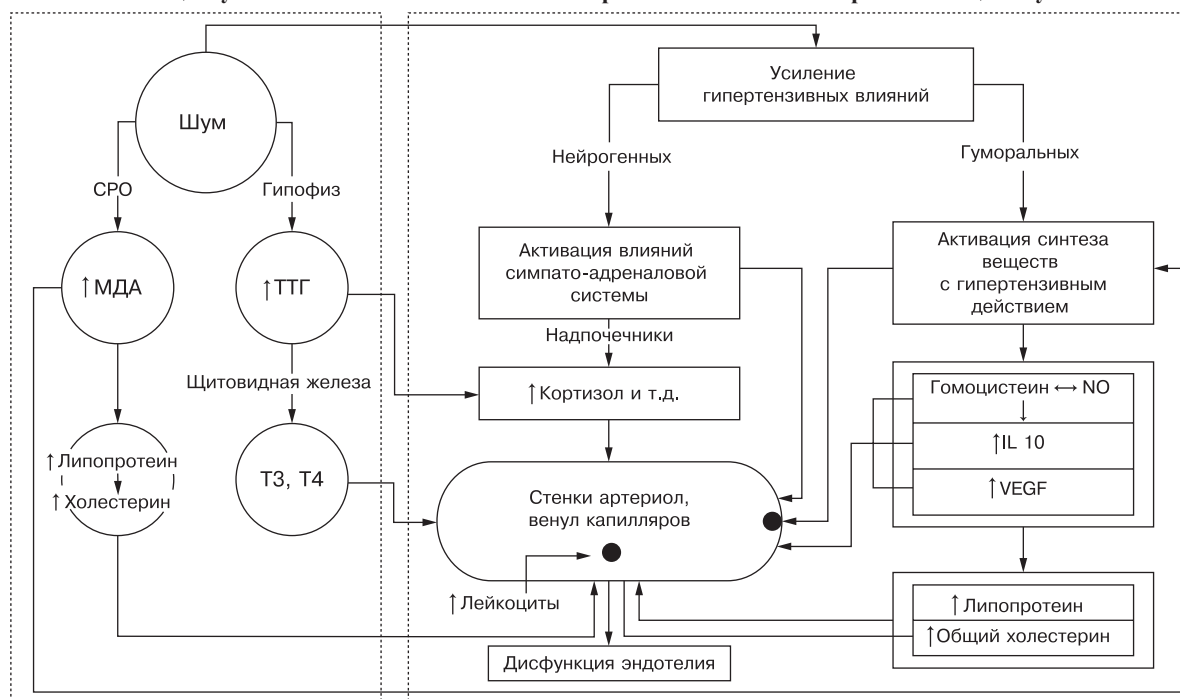 Усиление
гипертензивных влияний
Шум
Нейрогенных
Гуморальных
СРО
Гипофиз
Активация влияний
симпато-адреналовой
системы
Активация синтеза
веществ
с гипертензивным
действием
↑МДА
↑ТТГ
Надпочечники
Щитовидная железа
↑Кортизол и т.д.
Гомоцистеин ↔ NO
↓
↑IL 10
↑VEGF
↑Липопротеин
↑Холестерин
Т3, Т4
Стенки артериол,
венул капилляров
↑Лейкоциты
↑Липопротеин
↑Общий холестерин
Дисфункция эндотелия